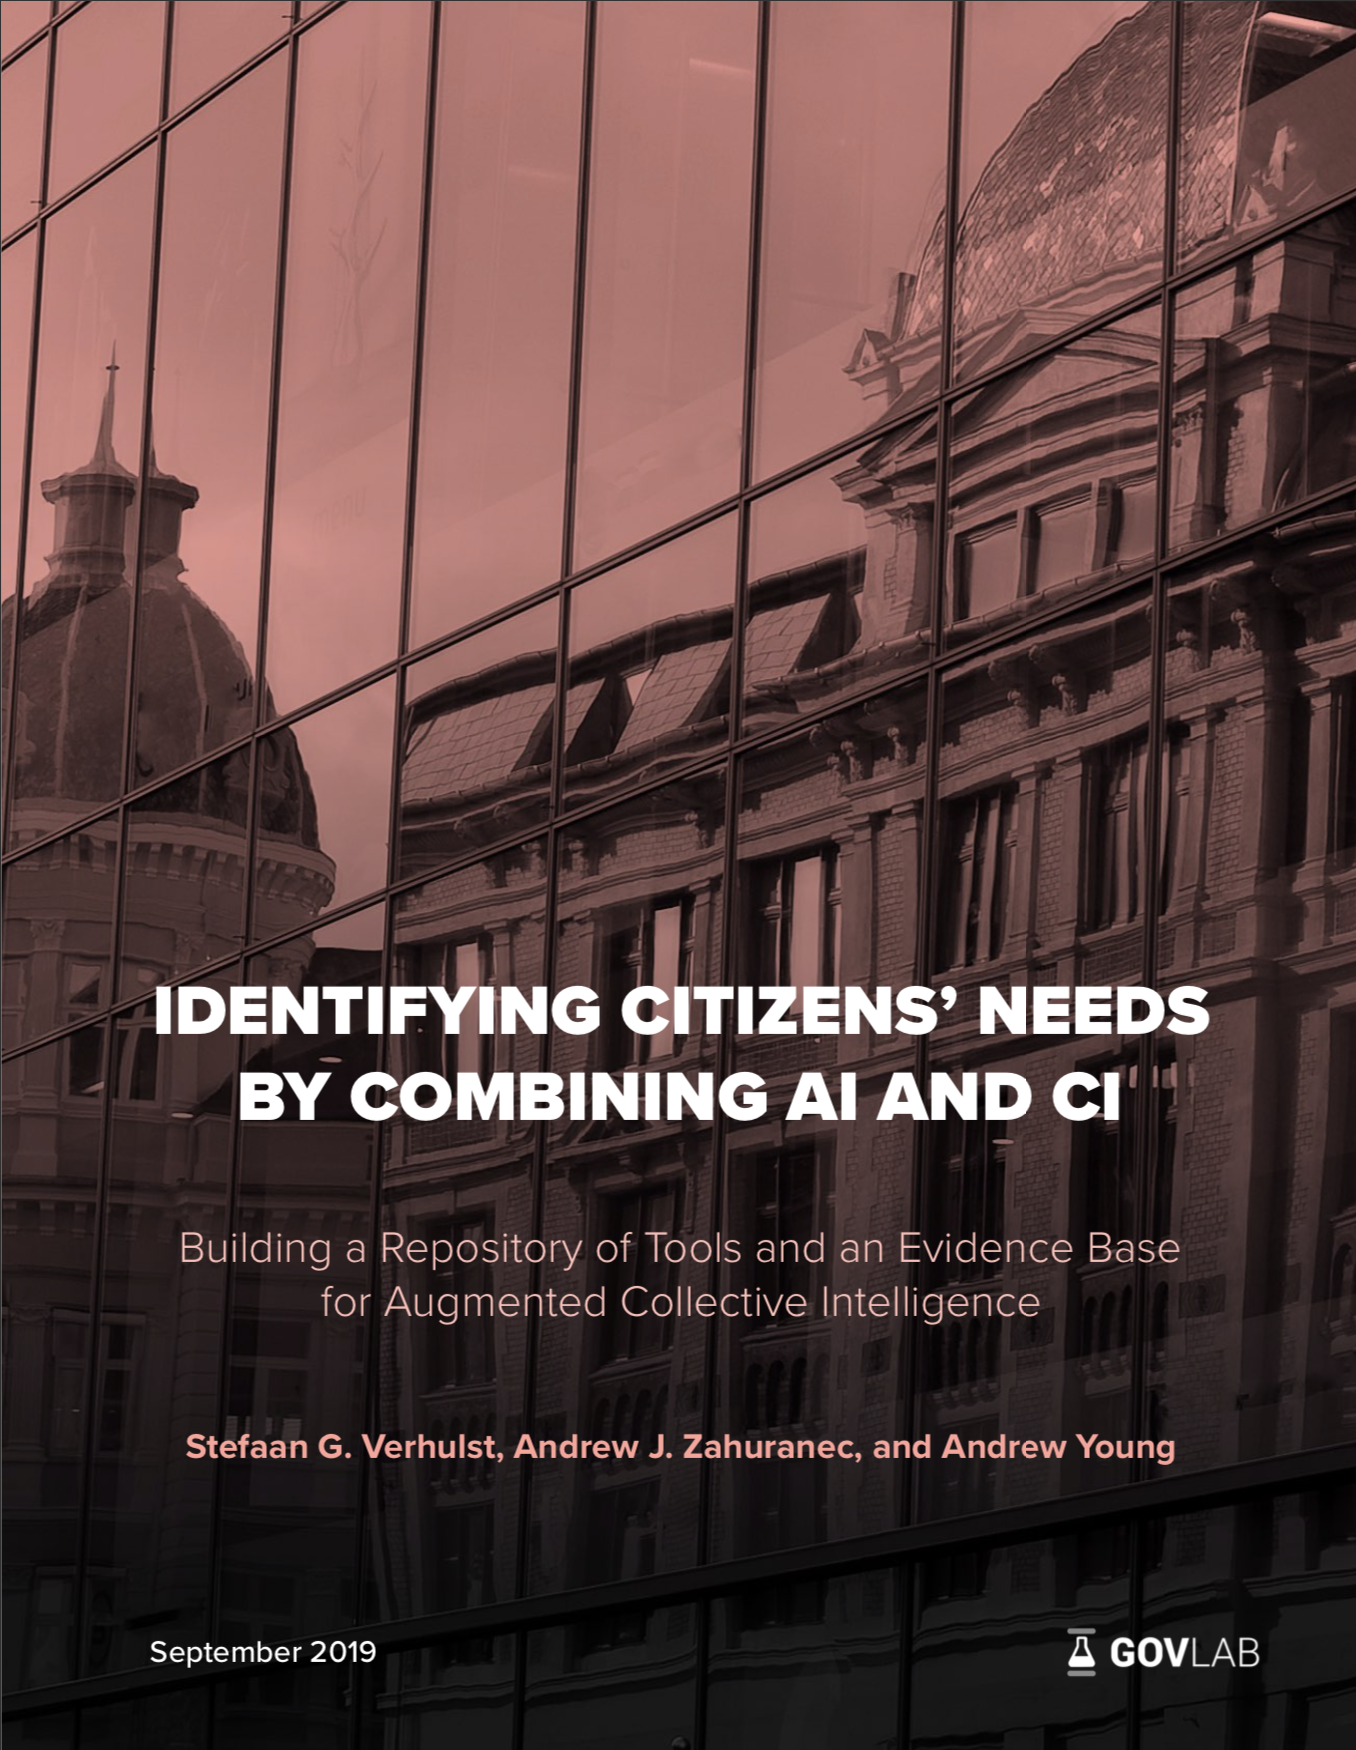 IDENTIFYING CITIZENS’ NEEDS
BY COMBINING AI AND CI
Building a Repository of Tools and an Evidence Base
for Augmented Collective Intelligence
Stefaan G. Verhulst, Andrew J. Zahuranec, and Andrew Young
September 2019
GOVLAB